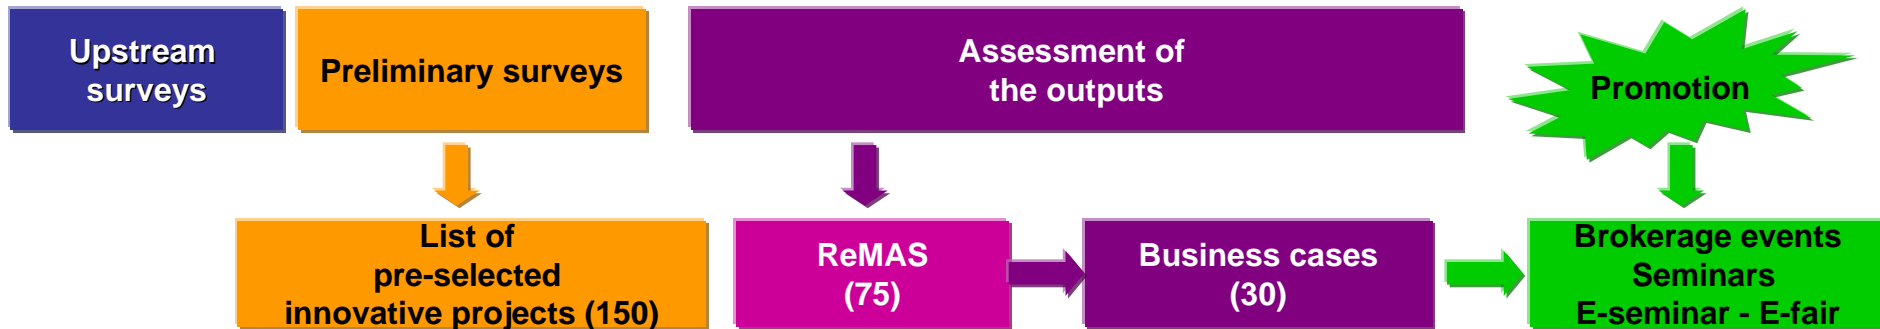 Upstream
surveys
Preliminary surveys
Assessment of
the outputs
Promotion
List of
pre-selected
innovative projects (150)
ReMAS
(75)
Business cases
(30)
Brokerage events
Seminars
E-seminar - E-fair